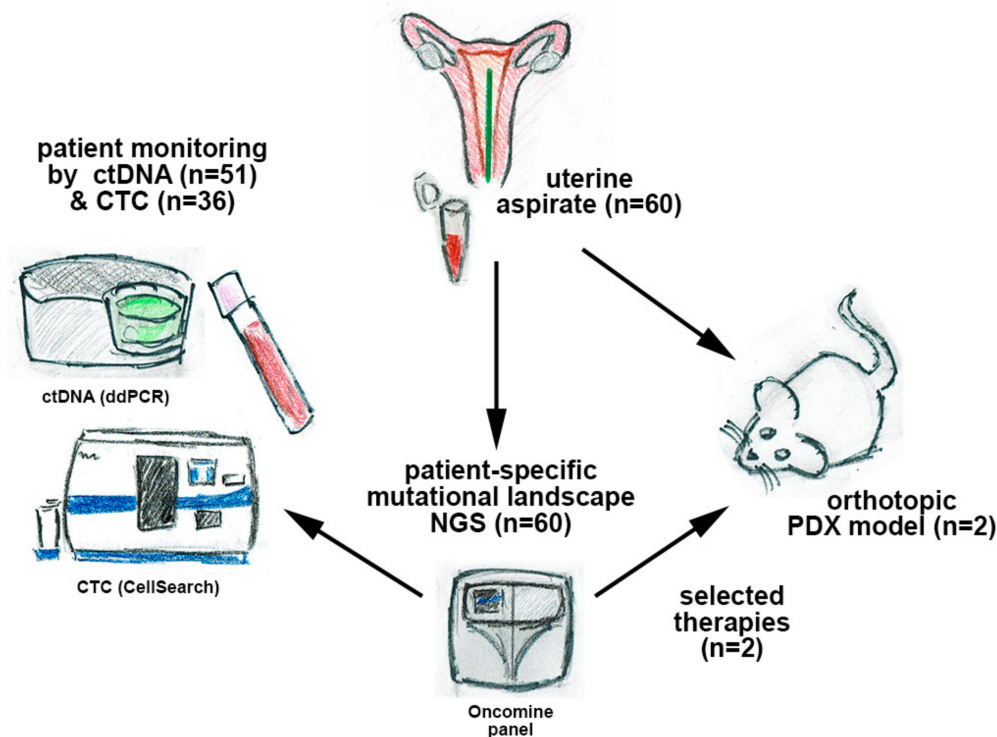 patient monitoring
by ctDNA (n=51)
& CTC (n=36)
uterine
aspirate (n=60)
ctDNA (ddPCR)
CTC (CellSearch)
patient-specific
mutational landscape
NGS (n=60)
orthotopic
PDX model (n=2)
selected
therapies
(n=2)
Oncomine
panel